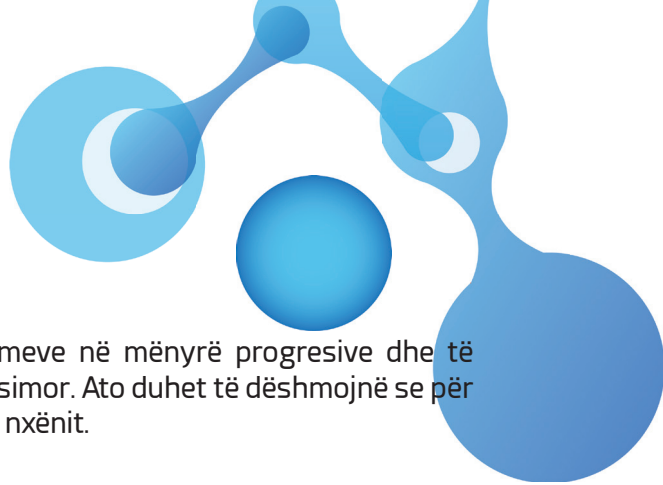 meve në mënyrë progresive dhe të
simor. Ato duhet të dëshmojnë se për
nxënit.